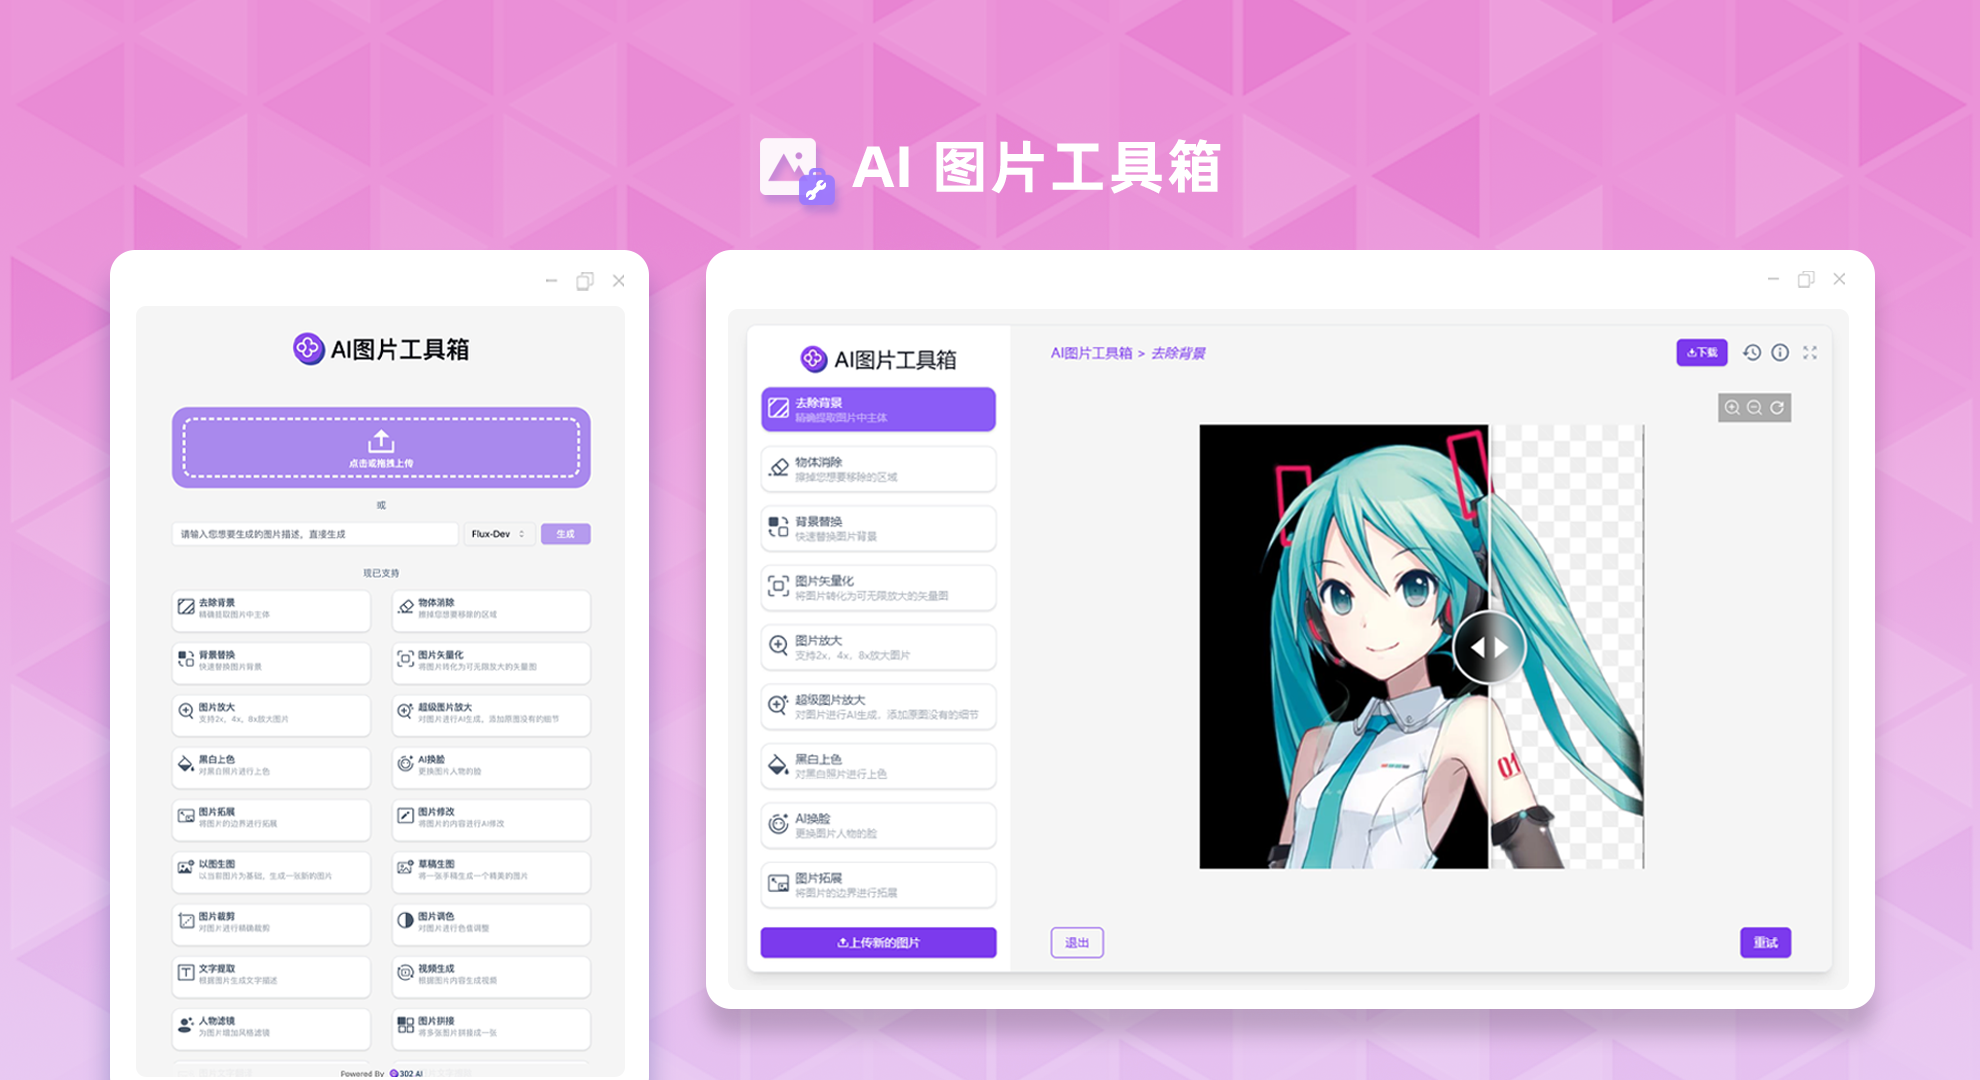 AI 图片工具箱
AI图片工具箱
点击或拖拽上传
或
请输入您想要生成的图片描述，直接生成
Flux-Dev
生成
现已支持
去除背景
精确提取图片中主体
物体消除
擦掉您想要移除的区域
背景替换
快速替换图片背景
图片矢量化
将图片转化为可无限放大的矢量图
图片放大
支持2x，4x，8x放大图片
超级图片放大
对图片进行AI生成，添加原图没有的细节
黑白上色
对黑白照片进行上色
AI换脸
更换图片人物的脸
图片拓展
将图片的边界进行拓展
图片修改
将图片的内容进行AI修改
以图生图
以当前图片为基础，生成一张新的图片
草稿生图
将一张手稿生成一个精美的图片
图片裁剪
对图片进行精确裁剪
图片调色
对图片进行色值调整
文字提取
根据图片生成文字描述
视频生成
根据图片内容生成视频
人物滤镜
为图片增加风格滤镜
图片拼接
将多张图片拼接成一张
Powered By 302.AI
AI图片工具箱
去除背景
精确提取图片中主体
物体消除
擦掉您想要移除的区域
背景替换
快速替换图片背景
图片矢量化
将图片转化为可无限放大的矢量图
图片放大
支持2x，4x，8x放大图片
超级图片放大
对图片进行AI生成，添加原图没有的细节
黑白上色
对黑白照片进行上色
AI换脸
更换图片人物的脸
图片拓展
将图片的边界进行拓展
上传新的图片
AI图片工具箱 > 去除背景
下载
01
退出
重试